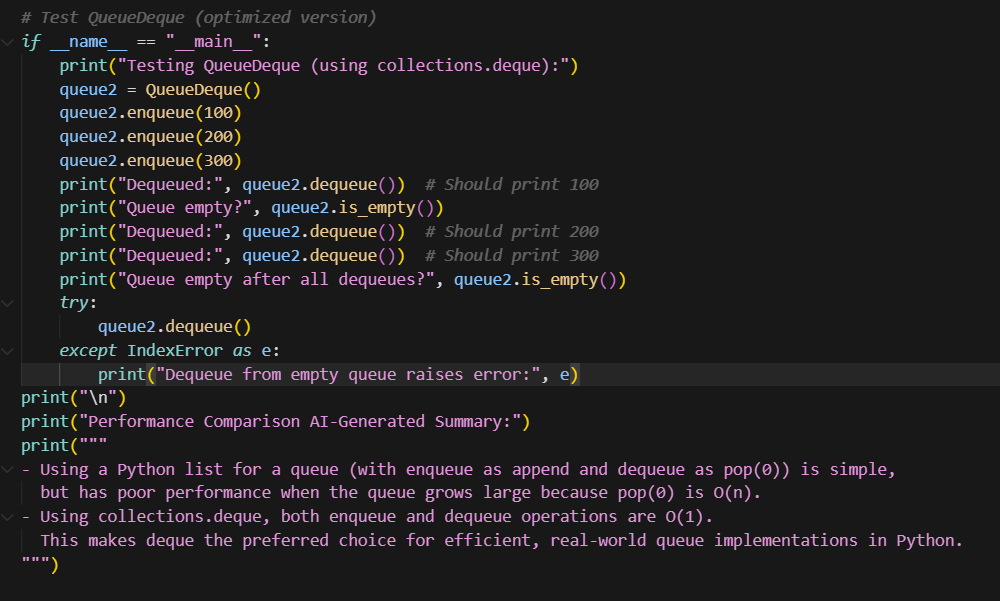 # Test QueueDeque (optimized version)
if __name__ == "__main__":
    print("Testing QueueDeque (using collections.deque):")
    queue2 = QueueDeque()
    queue2.enqueue(100)
    queue2.enqueue(200)
    queue2.enqueue(300)
    print("Dequeued:", queue2.dequeue())  # Should print 100
    print("Queue empty?", queue2.is_empty())
    print("Dequeued:", queue2.dequeue())  # Should print 200
    print("Dequeued:", queue2.dequeue())  # Should print 300
    print("Queue empty after all dequeues?", queue2.is_empty())
    try:
        queue2.dequeue()
    except IndexError as e:
        print("Dequeue from empty queue raises error:", e)
print("\n")
print("Performance Comparison AI-Generated Summary:")
print("""
- Using a Python list for a queue (with enqueue as append and dequeue as pop(0)) is simple,
  but has poor performance when the queue grows large because pop(0) is O(n).
- Using collections.deque, both enqueue and dequeue operations are O(1).
  This makes deque the preferred choice for efficient, real-world queue implementations in Python.
""")